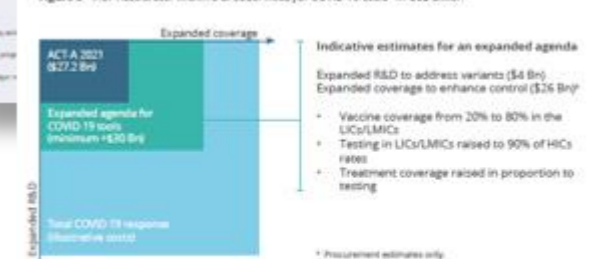 Expanded coverage
ACT-A 2021
($27.2 Bn)
Expanded agenda for
COVID-19 tools
(minimum +$30 Bn)
Total COVID-19 response
(illustrative costs)
Expanded R&D
Indicative estimates for an expanded agenda
Expanded R&D to address variants ($4 Bn)
Expanded coverage to enhance control ($26 Bn)*
• Vaccine coverage from 20% to 80% in the
LICs/LMICs
• Testing in LICs/LMICs raised to 90% of HICs
rates
• Treatment coverage raised in proportion to
testing
* Procurement estimates only.